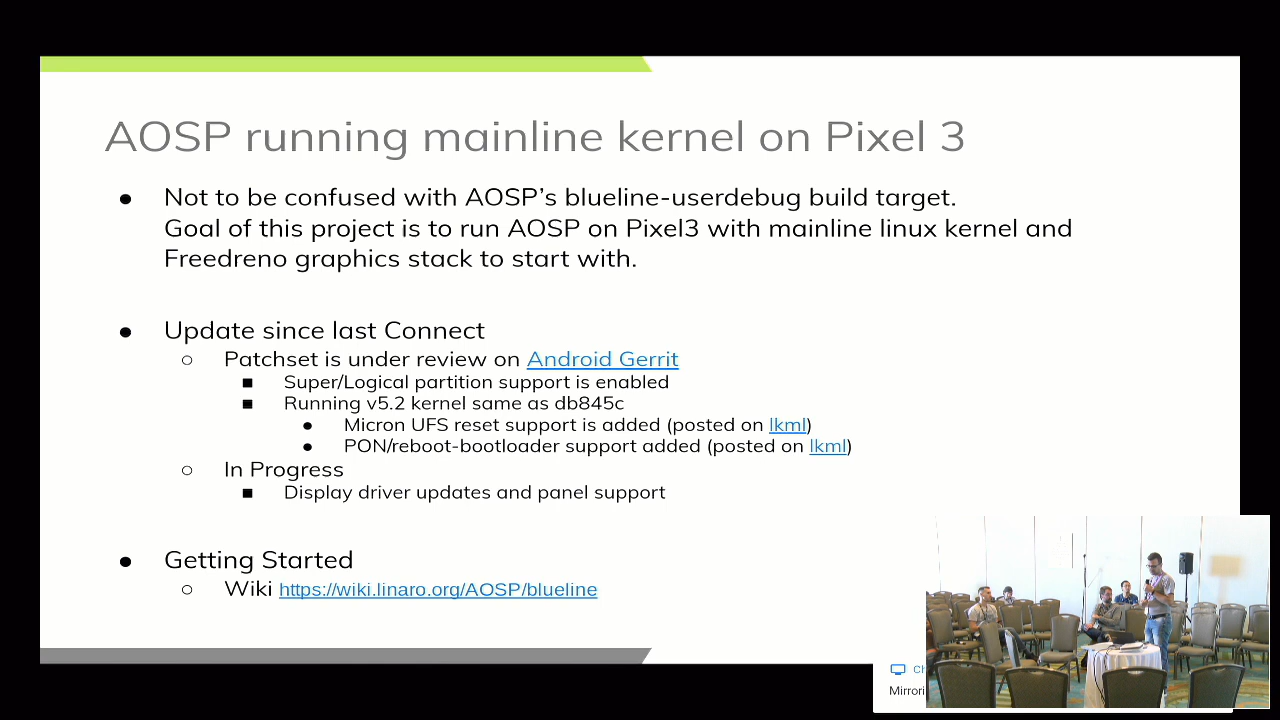 AOSP running mainline kernel on Pixel 3
● Not to be confused with AOSP's blueline-userdebug build target.
Goal of this project is to run AOSP on Pixel3 with mainline linux kernel and
Freedreno graphics stack to start with.
● Update since last Connect
○ Patchset is under review on Android Gerrit
■ Super/Logical partition support is enabled
■ Running v5.2 kernel same as db845c
● Micron UFS reset support is added (posted on lkml)
● PON/reboot-bootloader support added (posted on lkml)
○ In Progress
■ Display driver updates and panel support
● Getting Started
○ Wiki https://wiki.linaro.org/AOSP/blueline